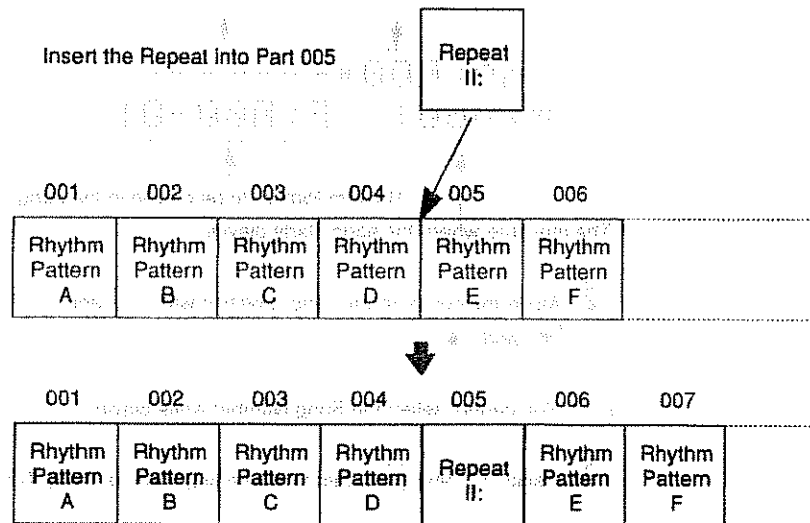 Insert the Repeat into Part 005
Repeat
II:
001 002 003 004 005 006
Rhythm Rhythm Rhythm Rhythm Rhythm Rhythm
Pattern Pattern Pattern Pattern Pattern Pattern
A B C D E F
001 002 003 004 005 006 007
Rhythm Rhythm Rhythm Rhythm Repeat Rhythm Rhythm
Pattern Pattern Pattern Pattern II: Pattern Pattern
A B C D E F